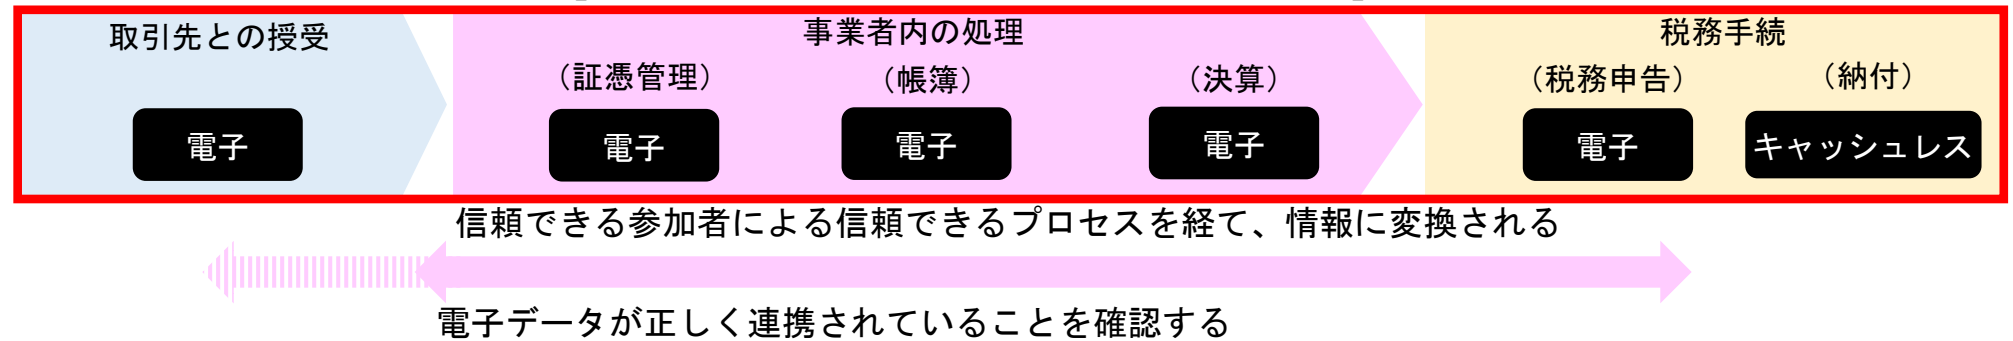 取引先との授受
事業者内の処理
税務手続
（証憑管理）
（帳簿）
（決算）
（税務申告）
（納付）
電子
電子
電子
電子
電子
キャッシュレス
信頼できる参加者による信頼できるプロセスを経て、情報に変換される
電子データが正しく連携されていることを確認する